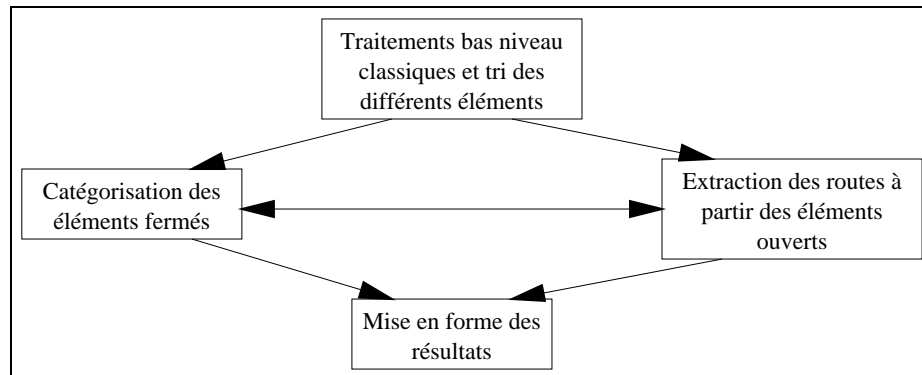 Traitements bas niveau
classiques et tri des
différents éléments
Catégorisation des
éléments fermés
Extraction des routes à
partir des éléments
ouverts
Mise en forme des
résultats